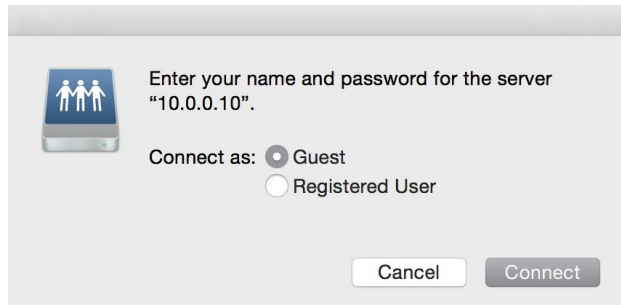 Enter your name and password for the server
“10.0.0.10”.
Connect as: Guest
Registered User
Cancel Connect